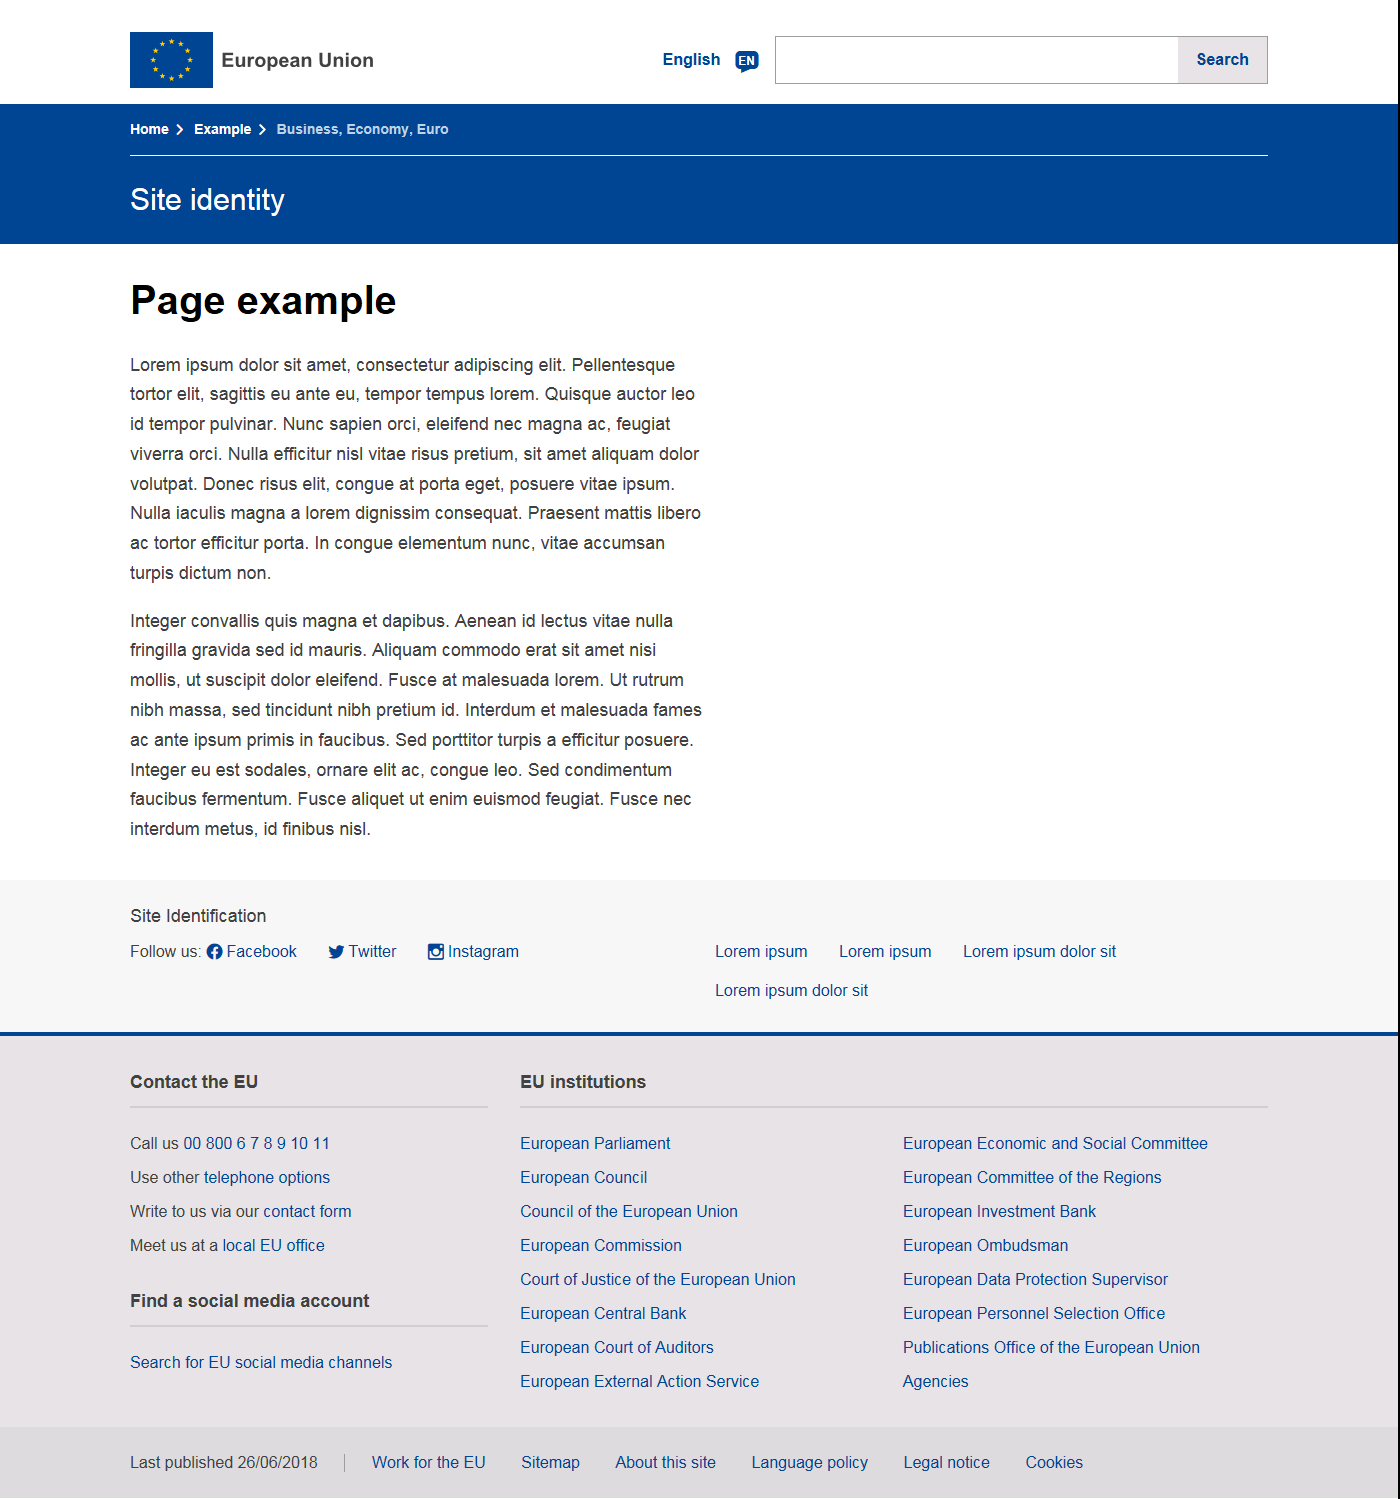 European Union
English EN Search
Home Example Business, Economy, Euro
Site identity
Page example
Lorem ipsum dolor sit amet, consectetur adipiscing elit. Pellentesque
tortor elit, sagittis eu ante eu, tempor tempus lorem. Quisque auctor leo
id tempor pulvinar. Nunc sapien orci, eleifend nec magna ac, feugiat
viverra orci. Nulla efficitur nisl vitae risus pretium, sit amet aliquam dolor
volutpat. Donec risus elit, congue at porta eget, posuere vitae ipsum.
Nulla iaculis magna a lorem dignissim consequat. Praesent mattis libero
ac tortor efficitur porta. In congue elementum nunc, vitae accumsan
turpis dictum non.
Integer convallis quis magna et dapibus. Aenean id lectus vitae nulla
fringilla gravida sed id mauris. Aliquam commodo erat sit amet nisi
mollis, ut suscipit dolor eleifend. Fusce at malesuada lorem. Ut rutrum
nibh massa, sed tincidunt nibh pretium id. Interdum et malesuada fames
ac ante ipsum primis in faucibus. Sed porttitor turpis a efficitur posuere.
Integer eu est sodales, ornare elit ac, congue leo. Sed condimentum
faucibus fermentum. Fusce aliquet ut enim euismod feugiat. Fusce nec
interdum metus, id finibus nisl.
Site Identification
Follow us: Facebook Twitter Instagram
Lorem ipsum Lorem ipsum Lorem ipsum dolor sit
Lorem ipsum dolor sit
Contact the EU
Call us 00 800 6 7 8 9 10 11
Use other telephone options
Write to us via our contact form
Meet us at a local EU office
Find a social media account
Search for EU social media channels
EU institutions
European Parliament
European Council
Council of the European Union
European Commission
Court of Justice of the European Union
European Central Bank
European Court of Auditors
European External Action Service
European Economic and Social Committee
European Committee of the Regions
European Investment Bank
European Ombudsman
European Data Protection Supervisor
European Personnel Selection Office
Publications Office of the European Union
Agencies
Last published 26/06/2018 Work for the EU Sitemap About this site Language policy Legal notice Cookies